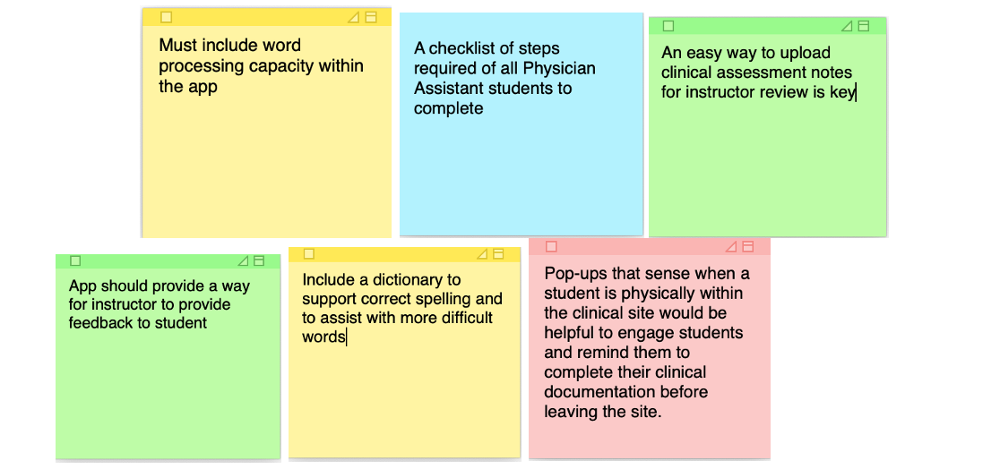 Must include word
processing capacity within
the app
A checklist of steps
required of all Physician
Assistant students to
complete
An easy way to upload
clinical assessment notes
for instructor review is key
App should provide a way
for instructor to provide
feedback to student
Include a dictionary to
support correct spelling and
to assist with more difficult
words
Pop-ups that sense when a
student is physically within
the clinical site would be
helpful to engage students
and remind them to
complete their clinical
documentation before
leaving the site.